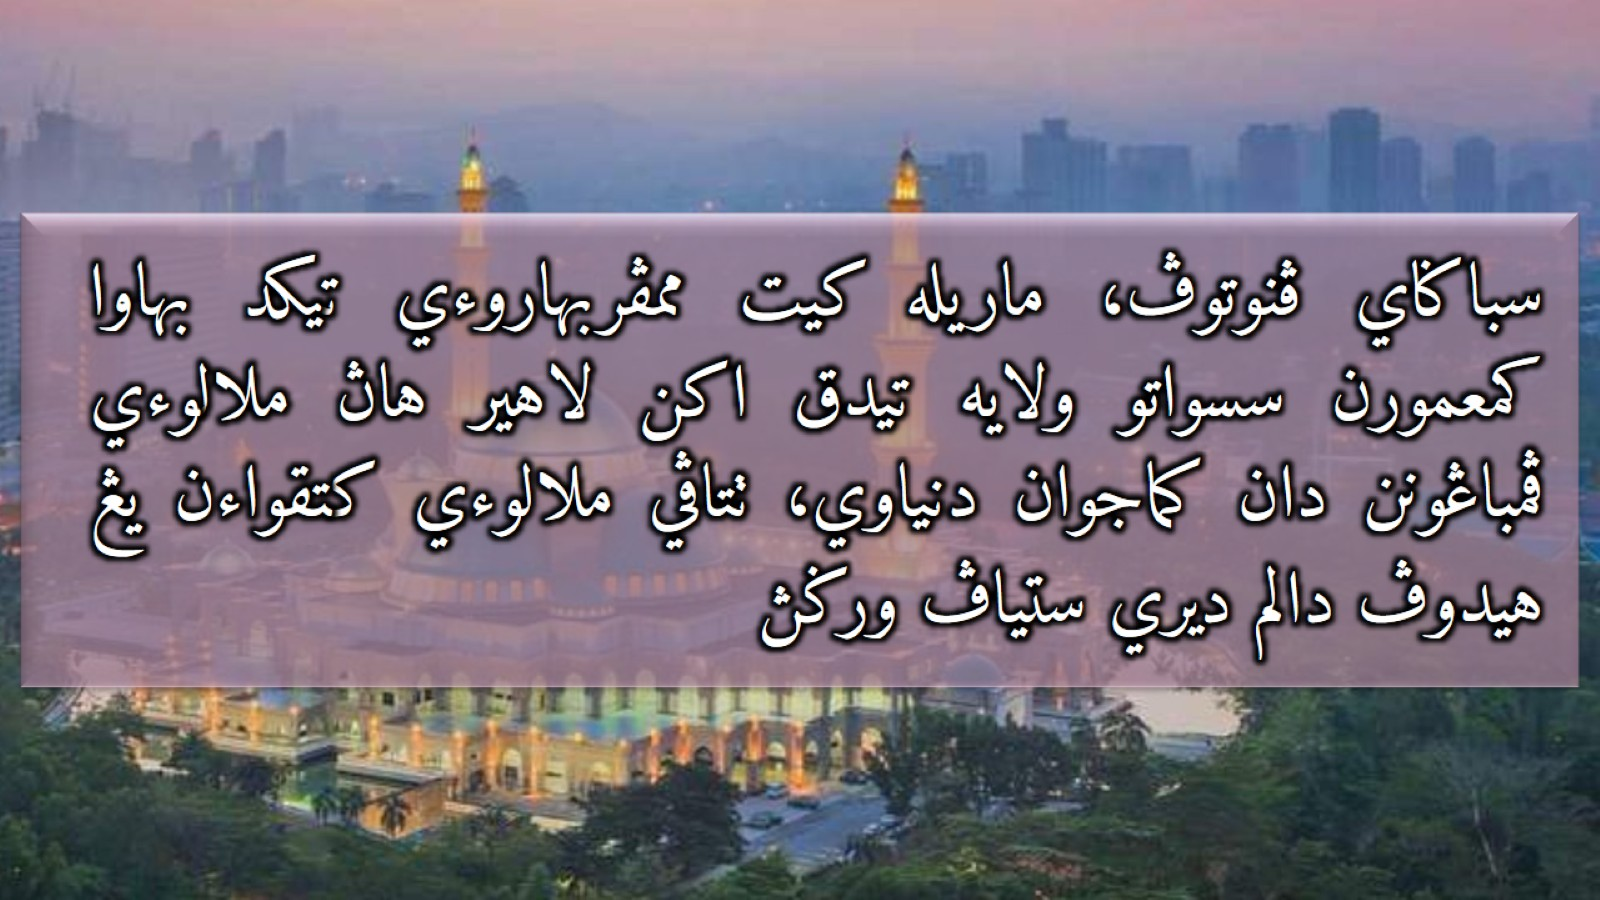 سباݢاي ڤنوتوڤ، ماريله كيت ممڤربهاروءي تيكد بهاوا
كمعمورن سسواتو ولايه تيدق اكن لاهير هاڽ ملالوءي
ڤمباڠونن دان كماجوان دنياوي، تتاڤي ملالوءي كتقواءن يڠ
هيدوڤ دالم ديري ستياڤ ورݢڽ